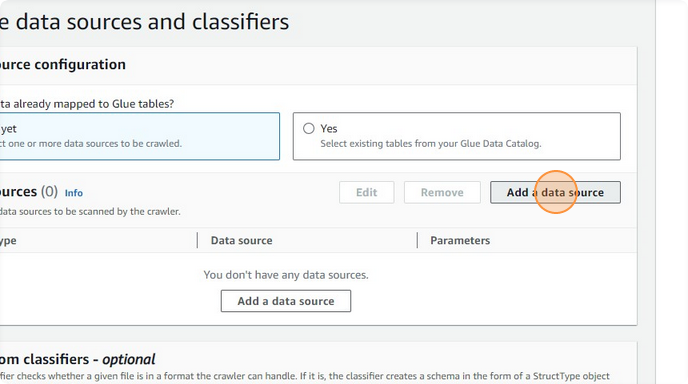 e data sources and classifiers
ource configuration
ta already mapped to Glue tables?
yet
ct one or more data sources to be crawled.
Yes
Select existing tables from your Glue Data Catalog.
ources (0) Info
Edit
Remove
Add a data source
data sources to be scanned by the crawler.
ype
Data source
Parameters
You don't have any data sources.
Add a data source
om classifiers - optional
fier checks whether a given file is in a format the crawler can handle. If it is, the classifier creates a schema in the form of a StructType object